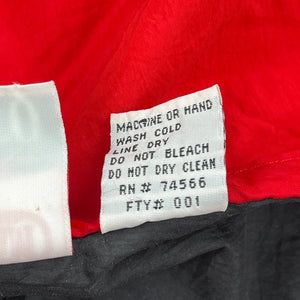 MACHINE OR HAND
WASH COLD
LINE DRY
DO NOT BLEACH
DO NOT DRY CLEAN
RN # 74566
FTY # 001